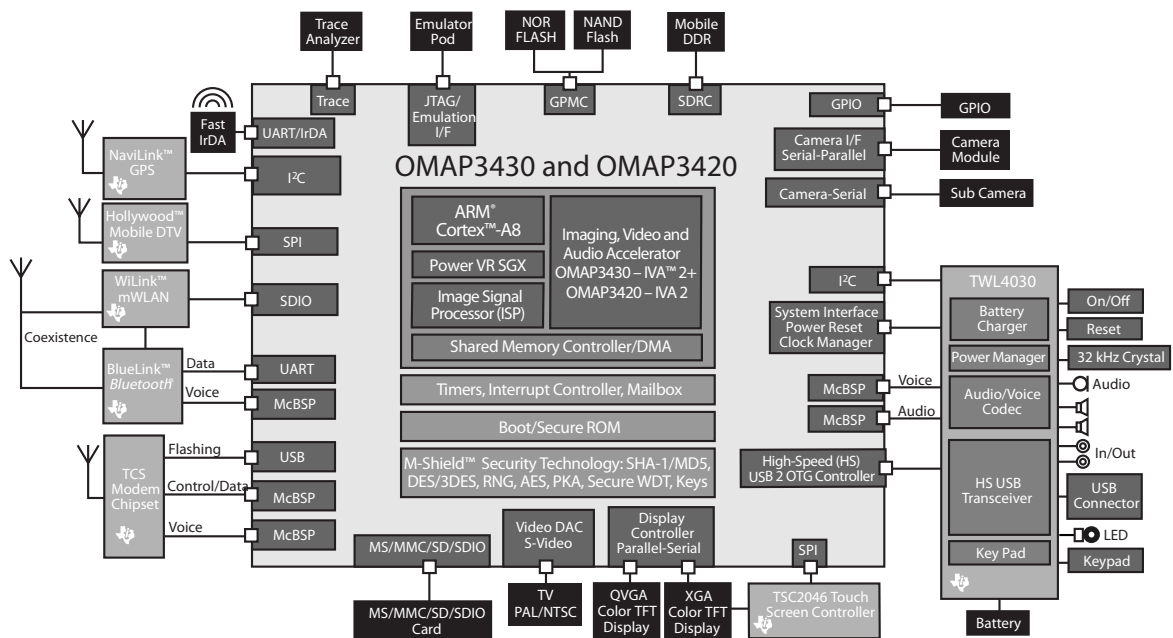 Trace
Analyzer
Emulator
Pod
NOR
FLASH
NAND
Flash
Mobile
DDR
Trace
JTAG/
Emulation
I/F
GPMC
SDRC
GPIO
GPIO
Fast
IrDA
UART/IrDA
Camera I/F
Serial-Parallel
Camera
Module
NaviLink™
GPS
I²C
OMAP3430 and OMAP3420
Camera-Serial
Sub Camera
Hollywood™
Mobile DTV
SPI
ARM®
Cortex™-A8
Power VR SGX
Image Signal
Processor (ISP)
Imaging, Video and
Audio Accelerator
OMAP3430 – IVA™ 2+
OMAP3420 – IVA 2
Shared Memory Controller/DMA
WiLink™
mWLAN
SDIO
Coexistence
BlueLink™
Bluetooth®
Data
Voice
UART
McBSP
Timers, Interrupt Controller, Mailbox
Boot/Secure ROM
M-Shield™ Security Technology: SHA-1/MD5,
DES/3DES, RNG, AES, PKA, Secure WDT, Keys
I²C
System Interface
Power Reset
Clock Manager
McBSP
Voice
McBSP
Audio
High-Speed (HS)
USB 2 OTG Controller
TWL4030
Battery
Charger
Power Manager
Audio/Voice
Codec
HS USB
Transceiver
Key Pad
On/Off
Reset
32 kHz Crystal
Audio
In/Out
USB
Connector
LED
Keypad
Battery
TCS
Modem
Chipset
Flashing
Control/Data
Voice
USB
McBSP
McBSP
MS/MMC/SD/SDIO
Video DAC
S-Video
Display
Controller
Parallel-Serial
SPI
MS/MMC/SD/SDIO
Card
TV
PAL/NTSC
QVGA
Color TFT
Display
XGA
Color TFT
Display
TSC2046 Touch
Screen Controller